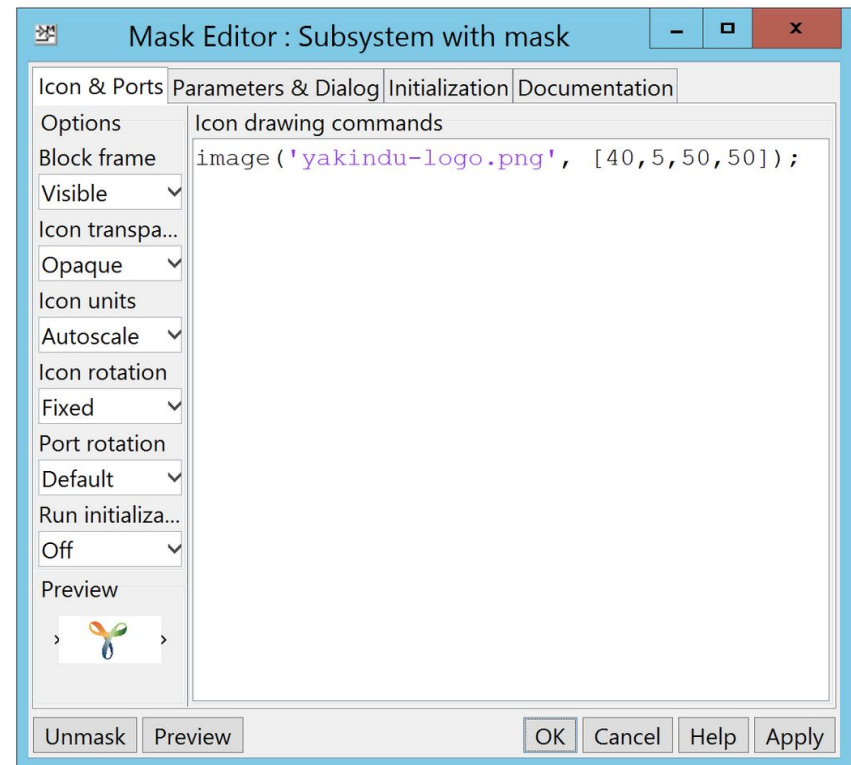 Mask Editor : Subsystem with mask
Icon & Ports Parameters & Dialog Initialization Documentation
Options
Icon drawing commands
Block frame
image('yakindu-logo.png', [40,5,50,50]);
Visible
Icon transpa...
Opaque
Icon units
Autoscale
Icon rotation
Fixed
Port rotation
Default
Run initializa...
Off
Preview
Unmask Preview OK Cancel Help Apply